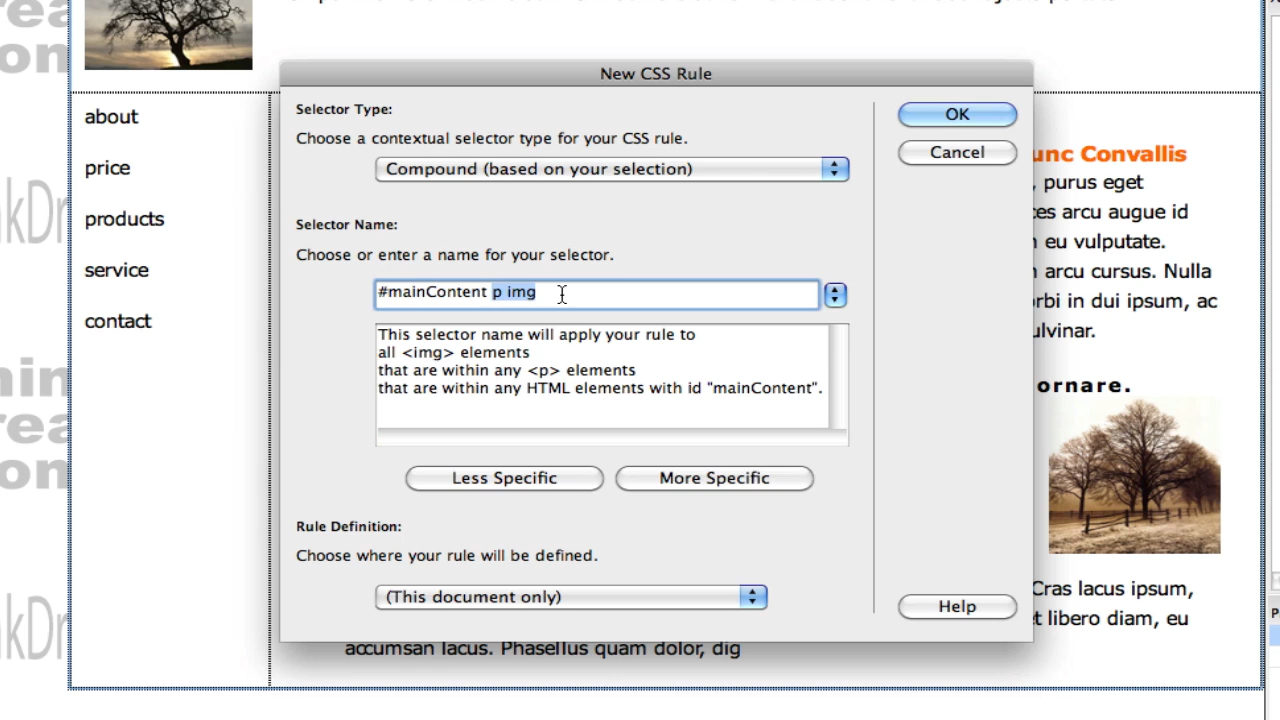 New CSS Rule
Selector Type:
Choose a contextual selector type for your CSS rule.
Compound (based on your selection)
OK
Cancel
Selector Name:
Choose or enter a name for your selector.
#mainContent p img
This selector name will apply your rule to
all <img> elements
that are within any <p> elements
that are within any HTML elements with id "mainContent".
Less Specific
More Specific
Rule Definition:
Choose where your rule will be defined.
(This document only)
Help
about
price
products
service
contact
unc Convallis
, purus eget
es arcu augue id
eu vulputate.
arcu cursus. Nulla
rbi in dui ipsum, ac
ulvinar.
ornare.
Cras lacus ipsum,
t libero diam, eu
accumsan lacus. Phasellus quam dolor, dig